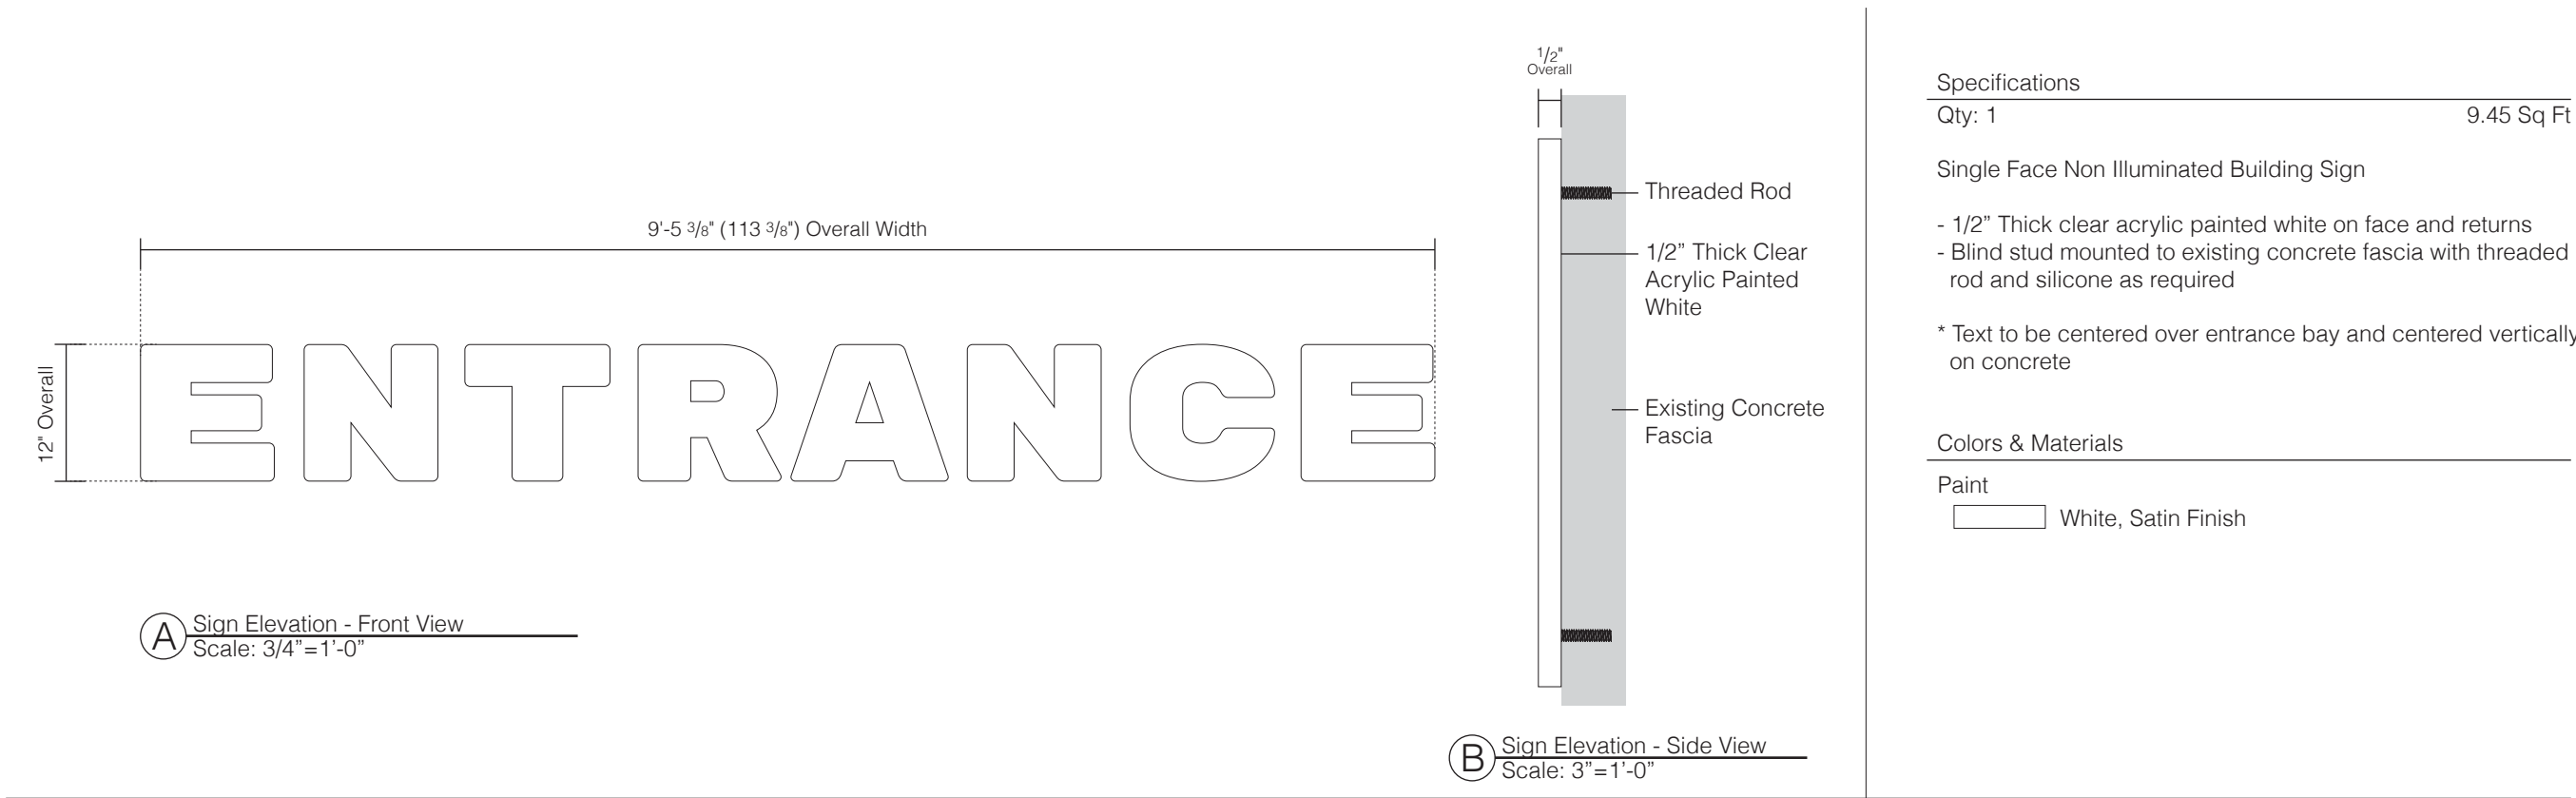 9'-5 3/8" (113 3/8") Overall Width
12" Overall
ENTRANCE
A
Sign Elevation - Front View
Scale: 3/4”=1'-0”
1/2"
Overall
Threaded Rod
1/2” Thick Clear
Acrylic Painted
White
Existing Concrete
Fascia
B
Sign Elevation - Side View
Scale: 3”=1'-0”
Specifications
Qty: 1 9.45 Sq Ft
Single Face Non Illuminated Building Sign
- 1/2” Thick clear acrylic painted white on face and returns
- Blind stud mounted to existing concrete fascia with threaded
rod and silicone as required
* Text to be centered over entrance bay and centered vertically
on concrete
Colors & Materials
Paint
White, Satin Finish